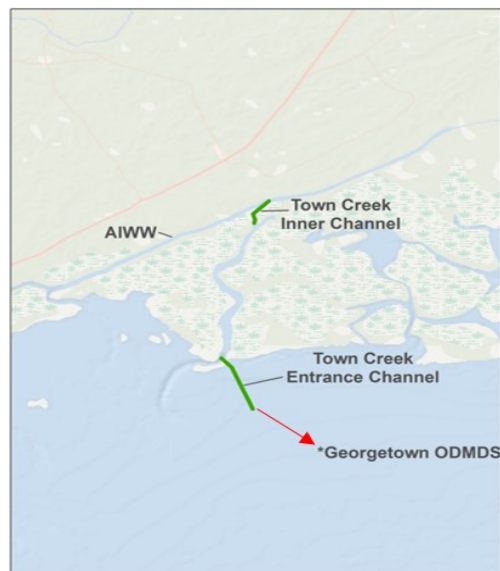 Town Creek
Inner Channel
AIWW
Town Creek
Entrance Channel
*Georgetown ODMDS